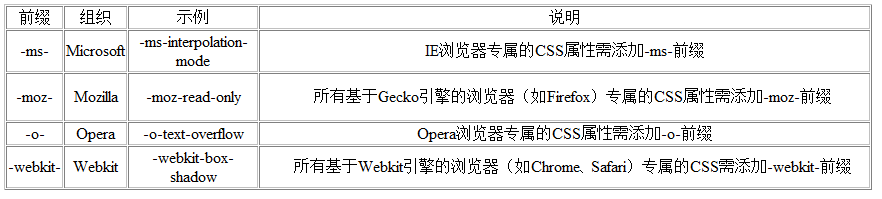 前缀 组织 示例 说明
-ms- Microsoft -ms-interpolation-
mode IE浏览器专属的CSS属性需添加-ms-前缀
-moz- Mozilla -moz-read-only 所有基于Gecko引擎的浏览器（如Firefox）专属的CSS属性需添加-moz-前缀
-o- Opera -o-text-overflow Opera浏览器专属的CSS属性需添加-o-前缀
-webkit- Webkit -webkit-box-
shadow 所有基于Webkit引擎的浏览器（如Chrome、Safari）专属的CSS需添加-webkit-前缀